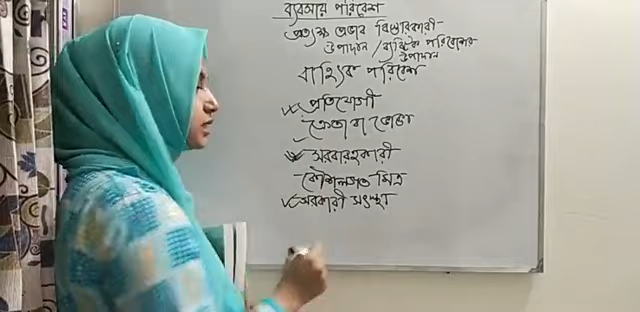 ব্যবসায় পরিবেশ
প্রত্যক্ষ প্রভাব বিস্তারকারী
উপাদান / ব্যষ্টিক পরিবেশের
উপাদান
বাহ্যিক পরিবেশ
প্রতিযোগী
ক্রেতা বা ভোক্তা
সরবরাহকারী
- কৌশলগত মিত্র
সরকারী সংস্থা